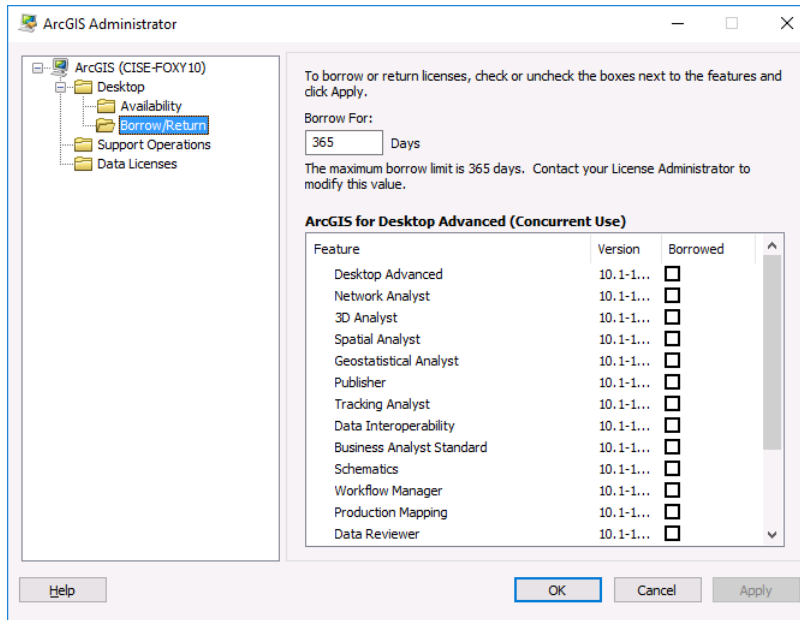 ArcGIS Administrator
ArcGIS (CISE-FOXY10)
Desktop
Availability
Borrow/Return
Support Operations
Data Licenses
To borrow or return licenses, check or uncheck the boxes next to the features and
click Apply.
Borrow For:
365 Days
The maximum borrow limit is 365 days.  Contact your License Administrator to
modify this value.
ArcGIS for Desktop Advanced (Concurrent Use)
Feature Version Borrowed
Desktop Advanced 10.1-1...
Network Analyst 10.1-1...
3D Analyst 10.1-1...
Spatial Analyst 10.1-1...
Geostatistical Analyst 10.1-1...
Publisher 10.1-1...
Tracking Analyst 10.1-1...
Data Interoperability 10.1-1...
Business Analyst Standard 10.1-1...
Schematics 10.1-1...
Workflow Manager 10.1-1...
Production Mapping 10.1-1...
Data Reviewer 10.1-1...
Help OK Cancel Apply